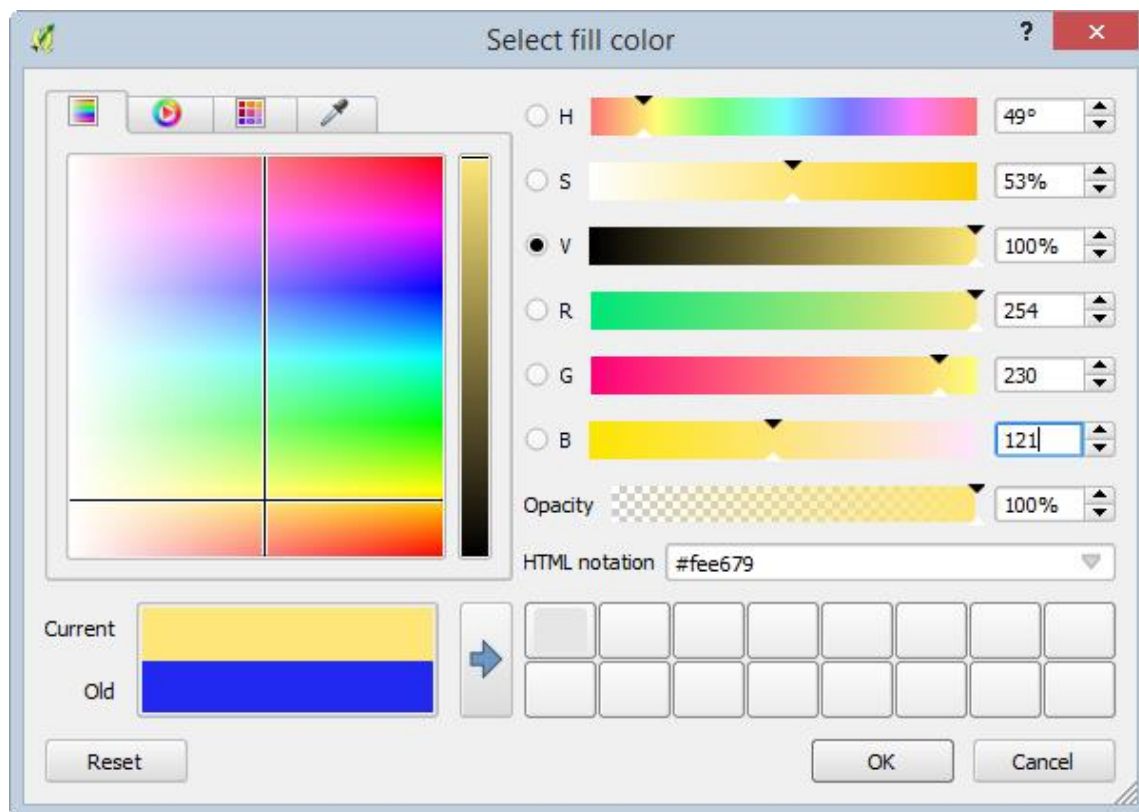 Select fill color
?
H 49°
S 53%
V 100%
R 254
G 230
B 121
Opacity 100%
HTML notation #fee679
Current
Old
Reset OK Cancel